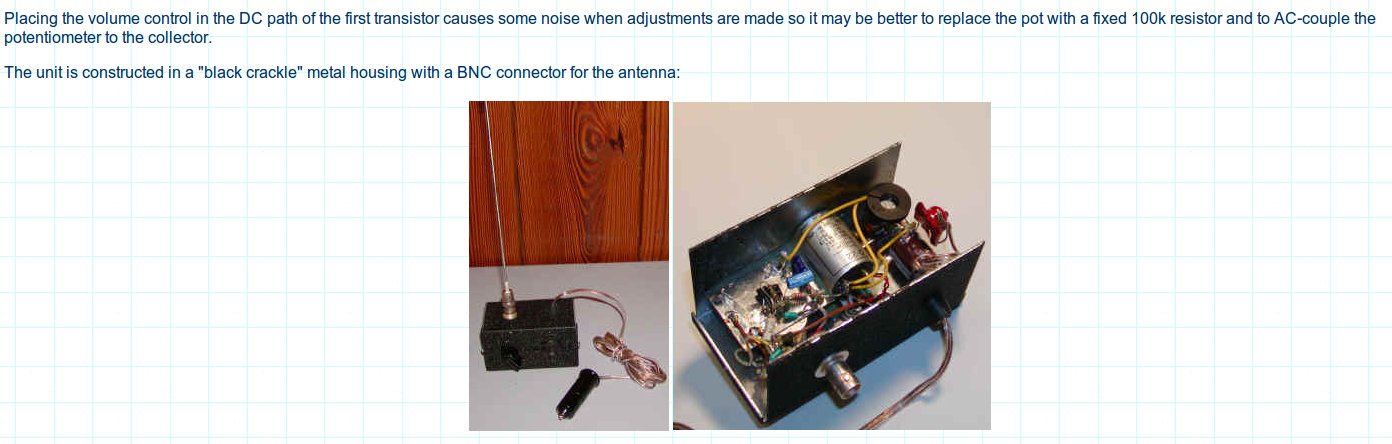 Placing the volume control in the DC path of the first transistor causes some noise when adjustments are made so it may be better to replace the pot with a fixed 100k resistor and to AC-couple the
potentiometer to the collector.
The unit is constructed in a "black crackle" metal housing with a BNC connector for the antenna: